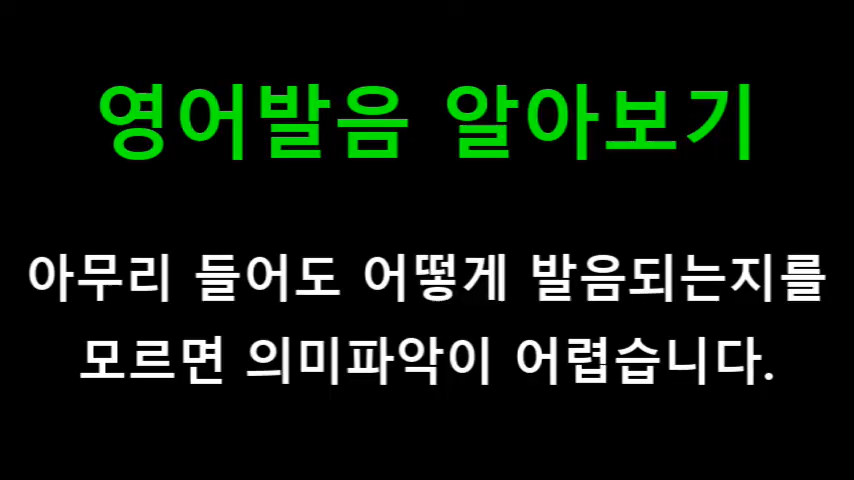 영어발음 알아보기
아무리 들어도 어떻게 발음되는지를
모르면 의미파악이 어렵습니다.